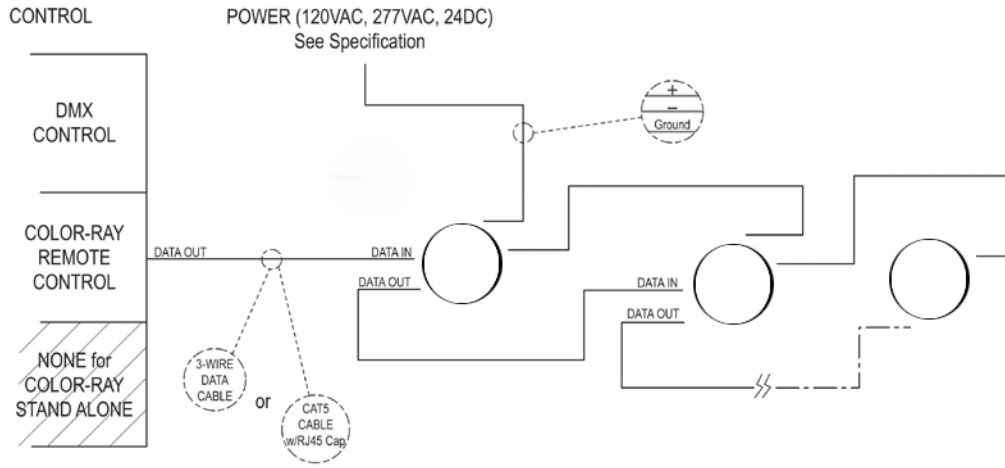 CONTROL
POWER (120VAC, 277VAC, 24DC)
See Specification
DMX
CONTROL
+
−
Ground
COLOR-RAY
REMOTE
CONTROL
DATA OUT
DATA IN
DATA OUT
DATA IN
DATA OUT
NONE for
COLOR-RAY
STAND ALONE
3-WIRE
DATA
CABLE
or
CAT5
CABLE
w/RJ45 Cap